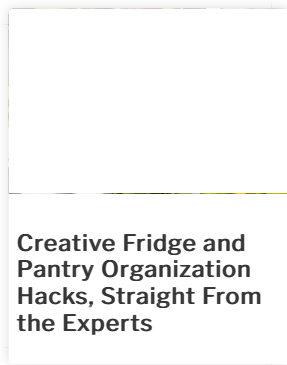 Creative Fridge and
Pantry Organization
Hacks, Straight From
the Experts